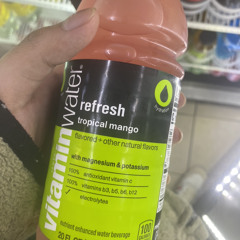 vitaminwater®
refresh
tropical mango
flavored + other natural flavors
with magnesium & potassium
100% antioxidant vitamin c
100% vitamins b3, b5, b6, b12
electrolytes
nutrient enhanced water beverage
20 FL
100